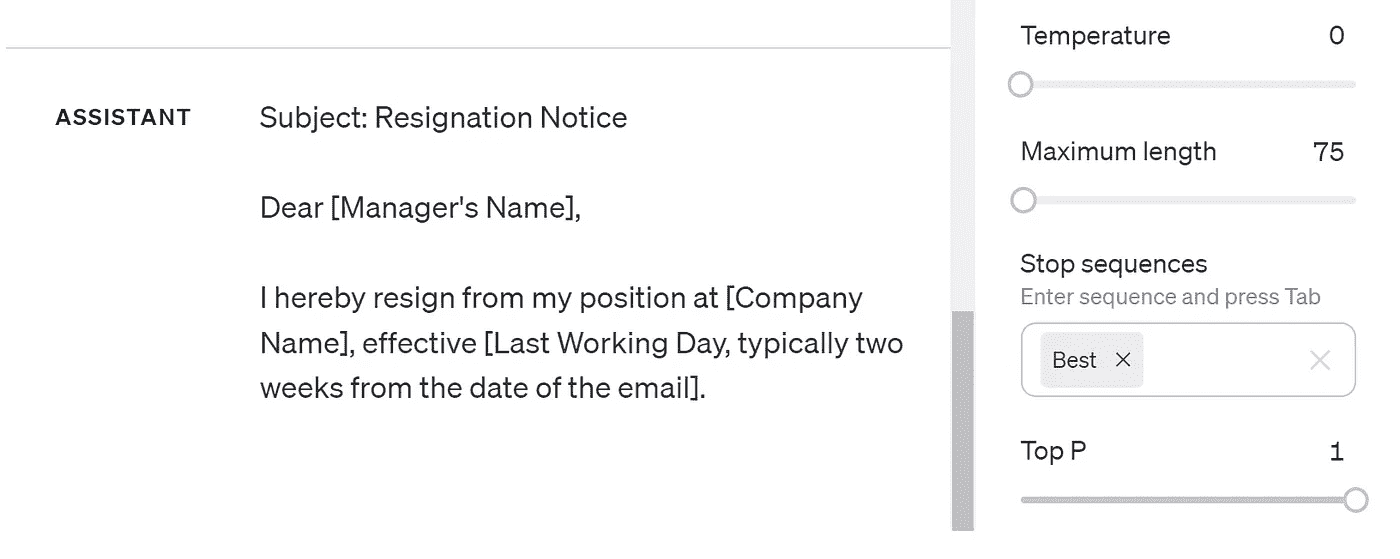 ASSISTANT
Subject: Resignation Notice
Dear [Manager's Name],
I hereby resign from my position at [Company
Name], effective [Last Working Day, typically two
weeks from the date of the email].
Temperature 0
Maximum length 75
Stop sequences
Enter sequence and press Tab
Best ×
Top P 1